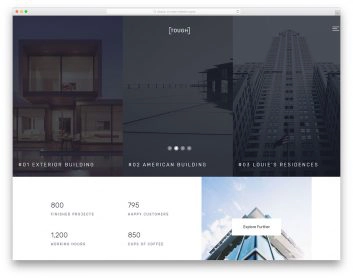 [TOUGH]
#01 EXTERIOR BUILDING
#02 AMERICAN BUILDING
#03 LOUIE'S RESIDENCES
800
FINISHED PROJECTS
795
HAPPY CUSTOMERS
1,200
WORKING HOURS
850
CUPS OF COFFEE
Explore Further